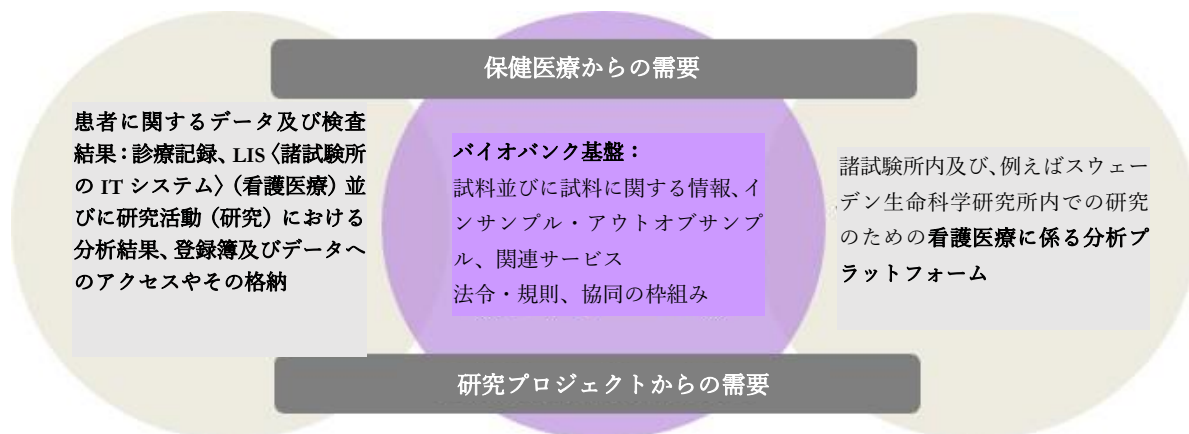 保健医療からの需要
患者に関するデータ及び検査
結果：診療記録、LIS〈諸試験所
の IT システム〉（看護医療）並
びに研究活動（研究）における
分析結果、登録簿及びデータへ
のアクセスやその格納
バイオバンク基盤：
試料並びに試料に関する情報、イ
ンサンプル・アウトオブサンプ
ル、関連サービス
法令・規則、協同の枠組み
諸試験所内及び、例えばスウェー
デン生命科学研究所内での研究
のための看護医療に係る分析プ
ラットフォーム
研究プロジェクトからの需要